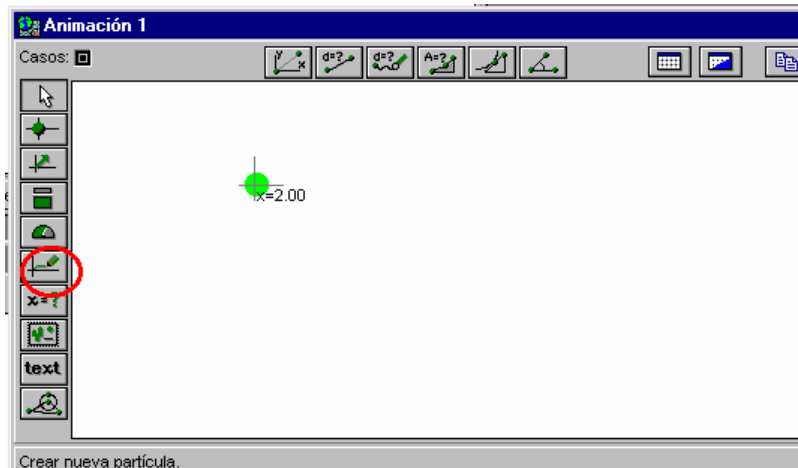 Animación 1
Casos:
y x
d=?
d=?
A=?
x=2.00
x=?
text
Crear nueva partícula.